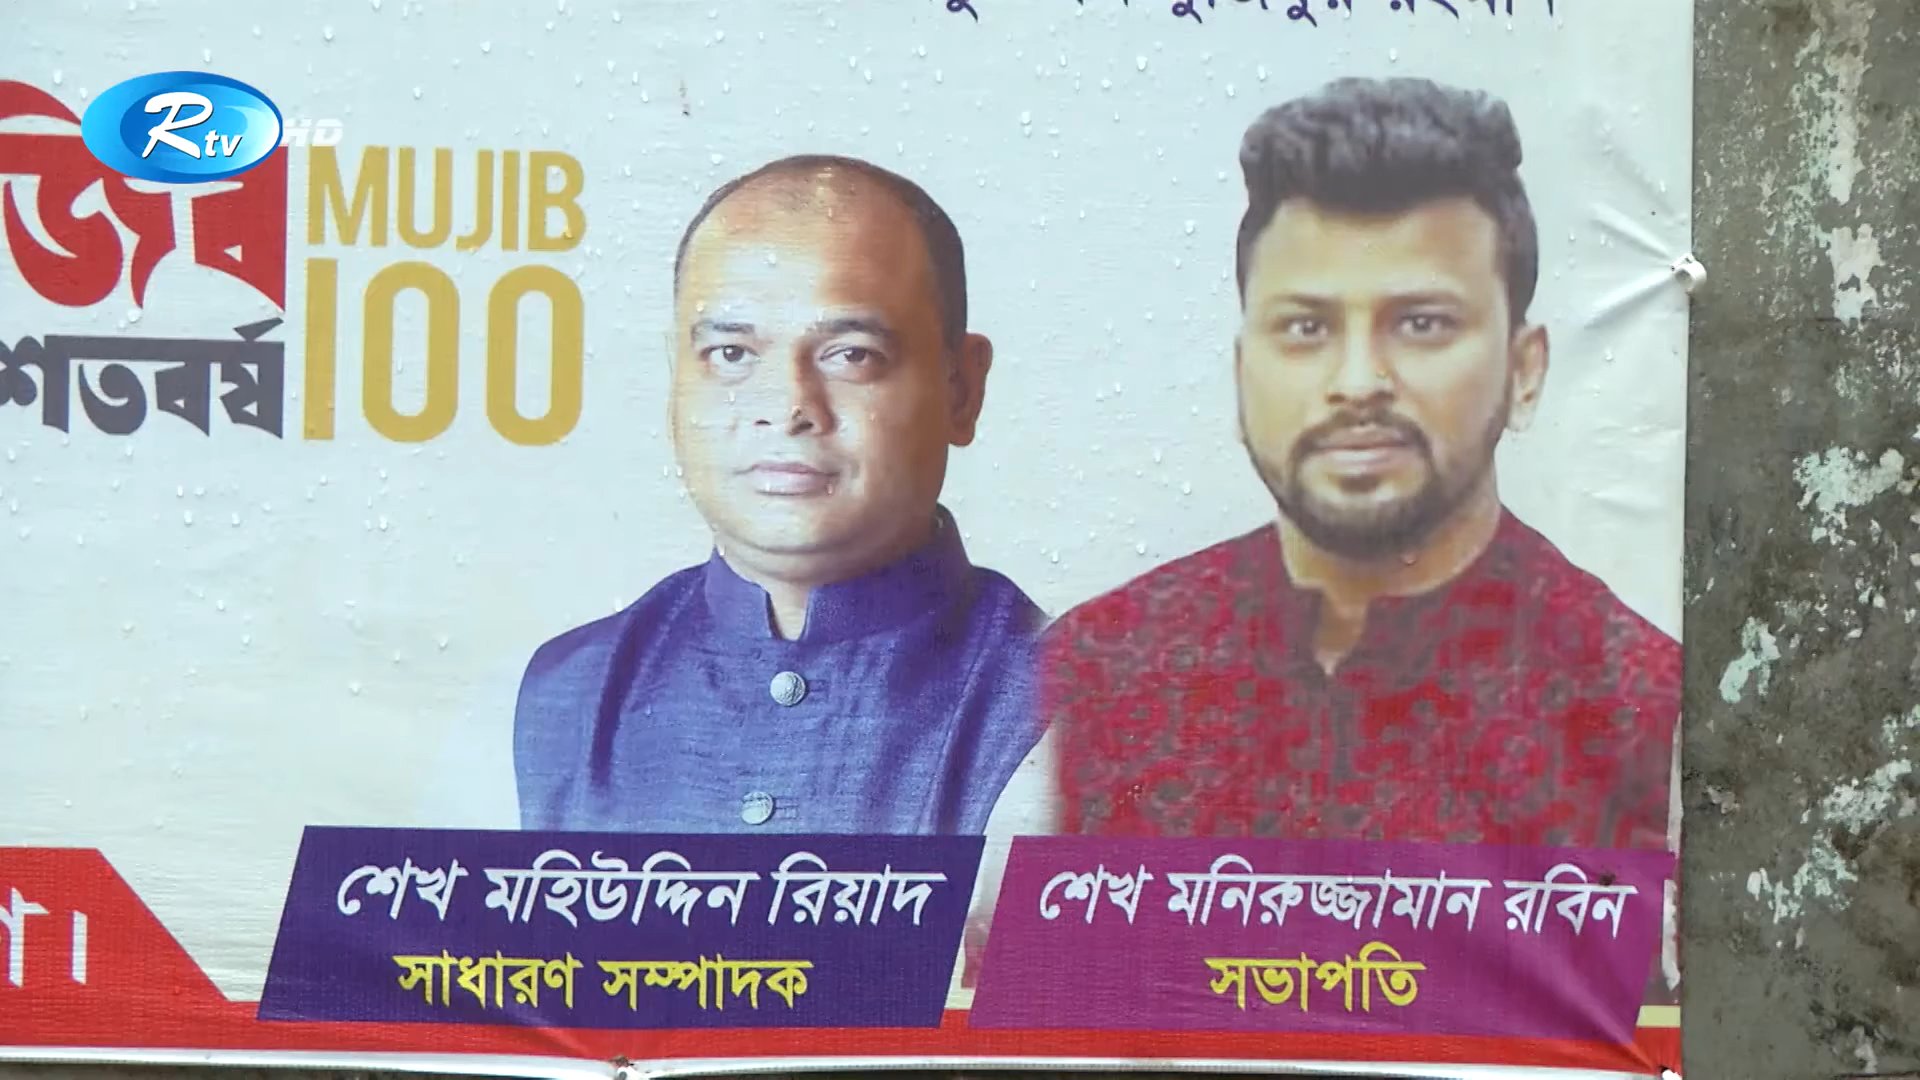 Rtv HD
MUJIB
100
শতবর্ষ
শেখ মহিউদ্দিন রিয়াদ
সাধারণ সম্পাদক
শেখ মনিরুজ্জামান রবিন
সভাপতি